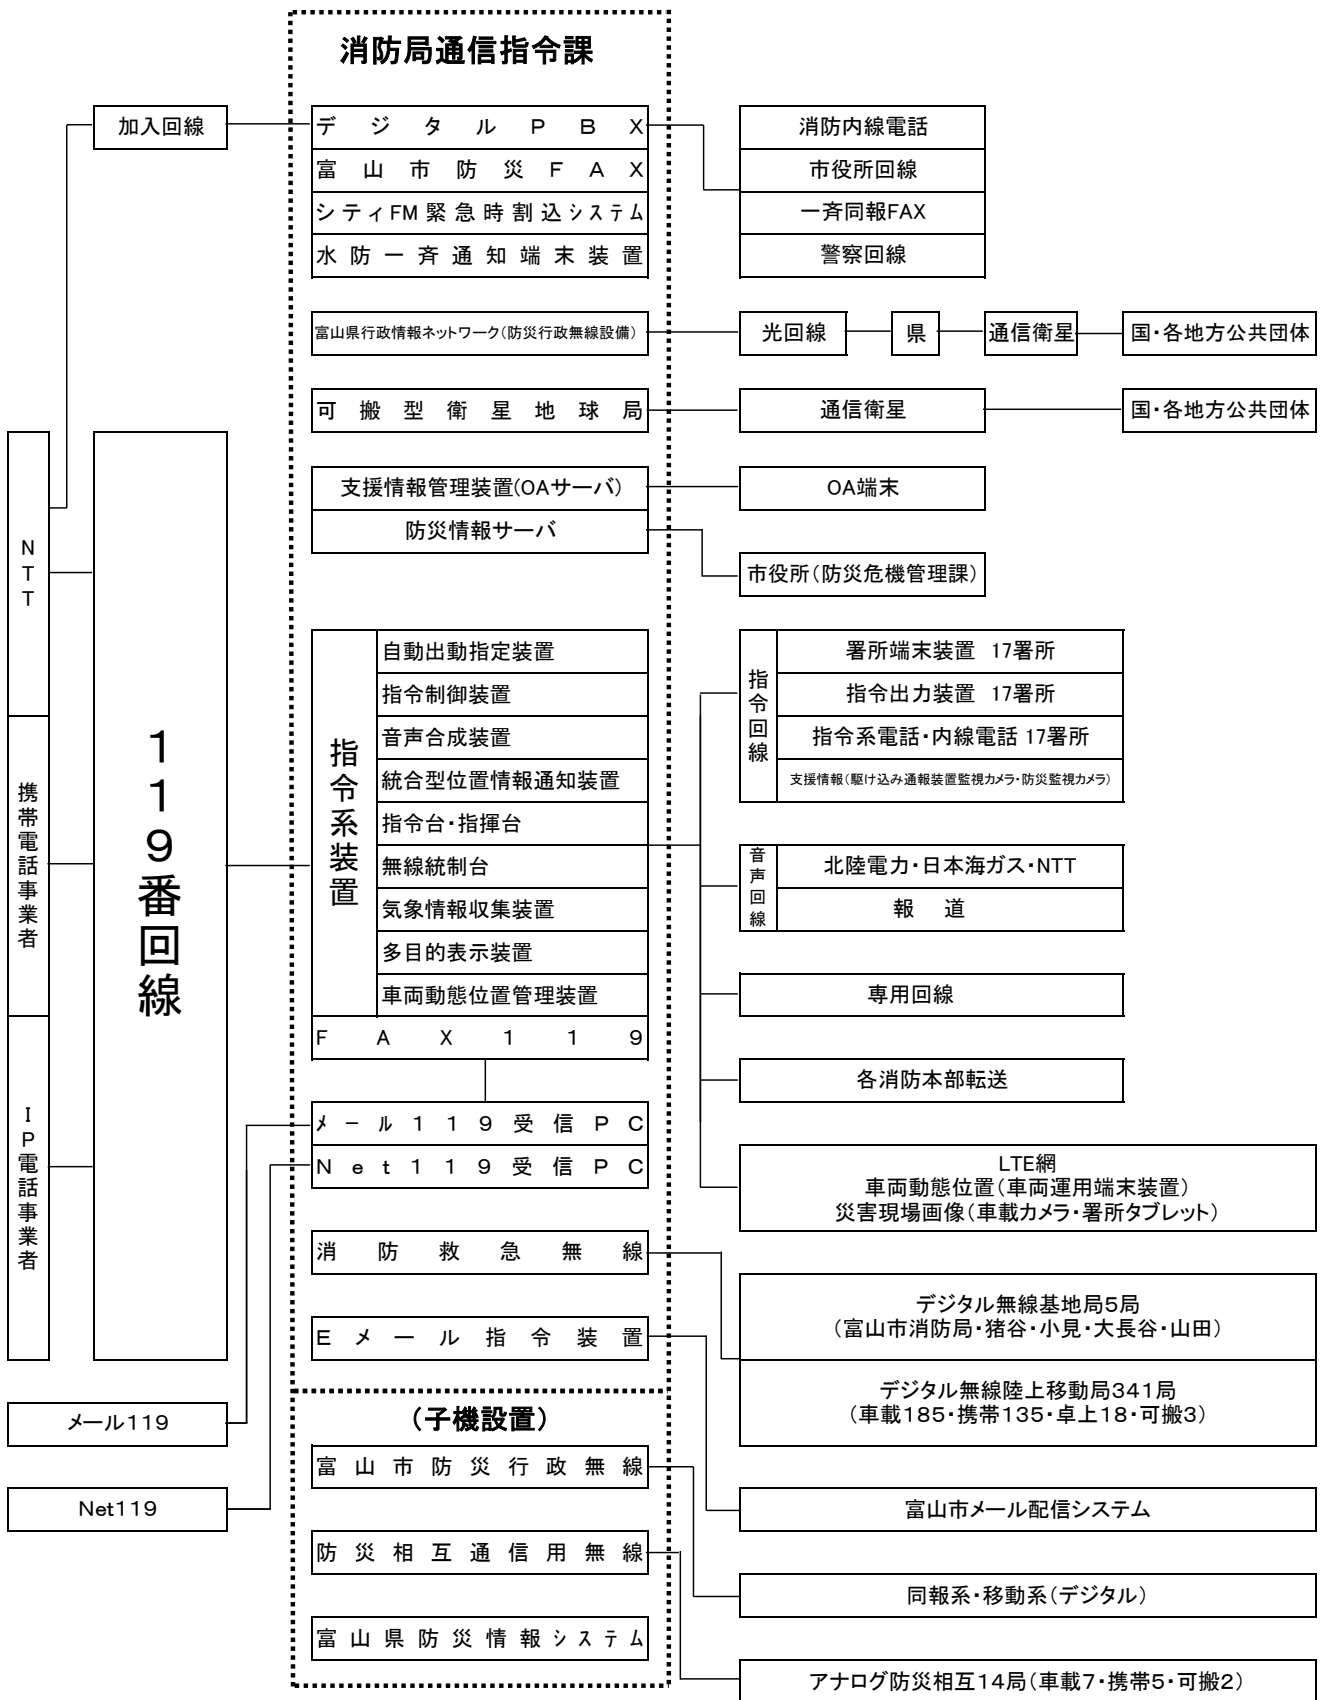 消防局通信指令課
加入回線
デジタルPBX
富山市防災FAX
シティFM緊急時割込システム
水防一斉通知端末装置
消防内線電話
市役所回線
一斉同報FAX
警察回線
富山県行政情報ネットワーク(防災行政無線設備)
光回線
県
通信衛星
国・各地方公共団体
可搬型衛星地球局
通信衛星
国・各地方公共団体
支援情報管理装置(OAサーバ)
OA端末
防災情報サーバ
市役所(防災危機管理課)
NTT
携帯電話事業者
IP電話事業者
119番回線
指令系装置
自動出動指定装置
指令制御装置
音声合成装置
統合型位置情報通知装置
指令台・指揮台
無線統制台
気象情報収集装置
多目的表示装置
車両動態位置管理装置
FAX119
指令回線
署所端末装置 17署所
指令出力装置 17署所
指令系電話・内線電話 17署所
支援情報(駆け込み通報装置監視カメラ・防災監視カメラ)
音声回線
北陸電力・日本海ガス・NTT
報 道
専用回線
各消防本部転送
メール119受信PC
Net119受信PC
LTE網
車両動態位置(車両運用端末装置)
災害現場画像(車載カメラ・署所タブレット)
消防救急無線
デジタル無線基地局5局
(富山市消防局・猪谷・小見・大長谷・山田)
Eメール指令装置
デジタル無線陸上移動局341局
(車載185・携帯135・卓上18・可搬3)
メール119
Net119
(子機設置)
富山市防災行政無線
富山市メール配信システム
防災相互通信用無線
同報系・移動系(デジタル)
富山県防災情報システム
アナログ防災相互14局(車載7・携帯5・可搬2)